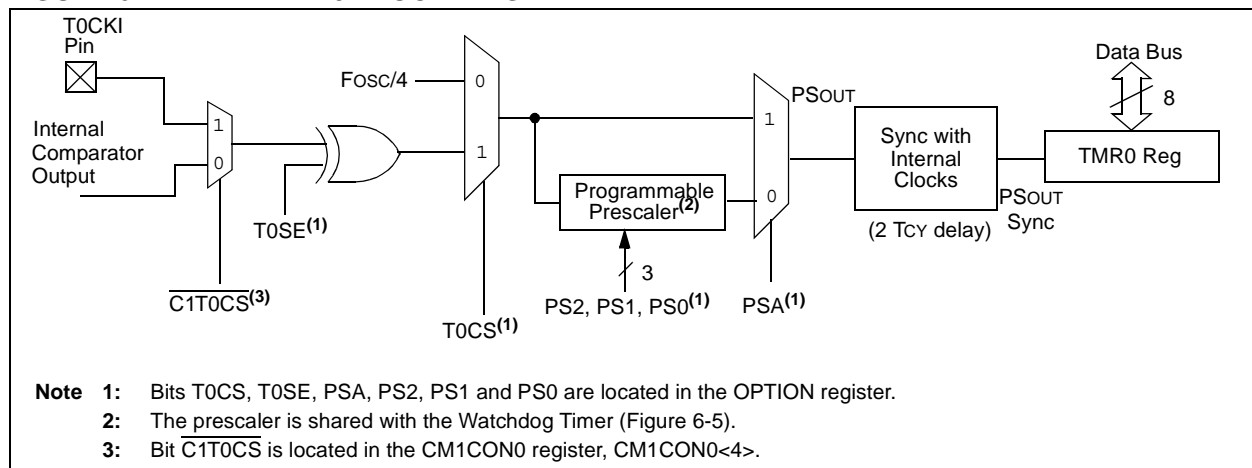 T0CKI
Pin
Internal
Comparator
Output
1
0
C1T0CS(3)
T0SE(1)
FOSC/4
0
1
T0CS(1)
Programmable
Prescaler(2)
3
PS2, PS1, PS0(1)
1
0
PSA(1)
PSOUT
Sync with
Internal
Clocks
(2 TCY delay)
PSOUT
Sync
Data Bus
8
TMR0 Reg
Note 1: Bits T0CS, T0SE, PSA, PS2, PS1 and PS0 are located in the OPTION register.
2: The prescaler is shared with the Watchdog Timer (Figure 6-5).
3: Bit C1T0CS is located in the CM1CON0 register, CM1CON0<4>.